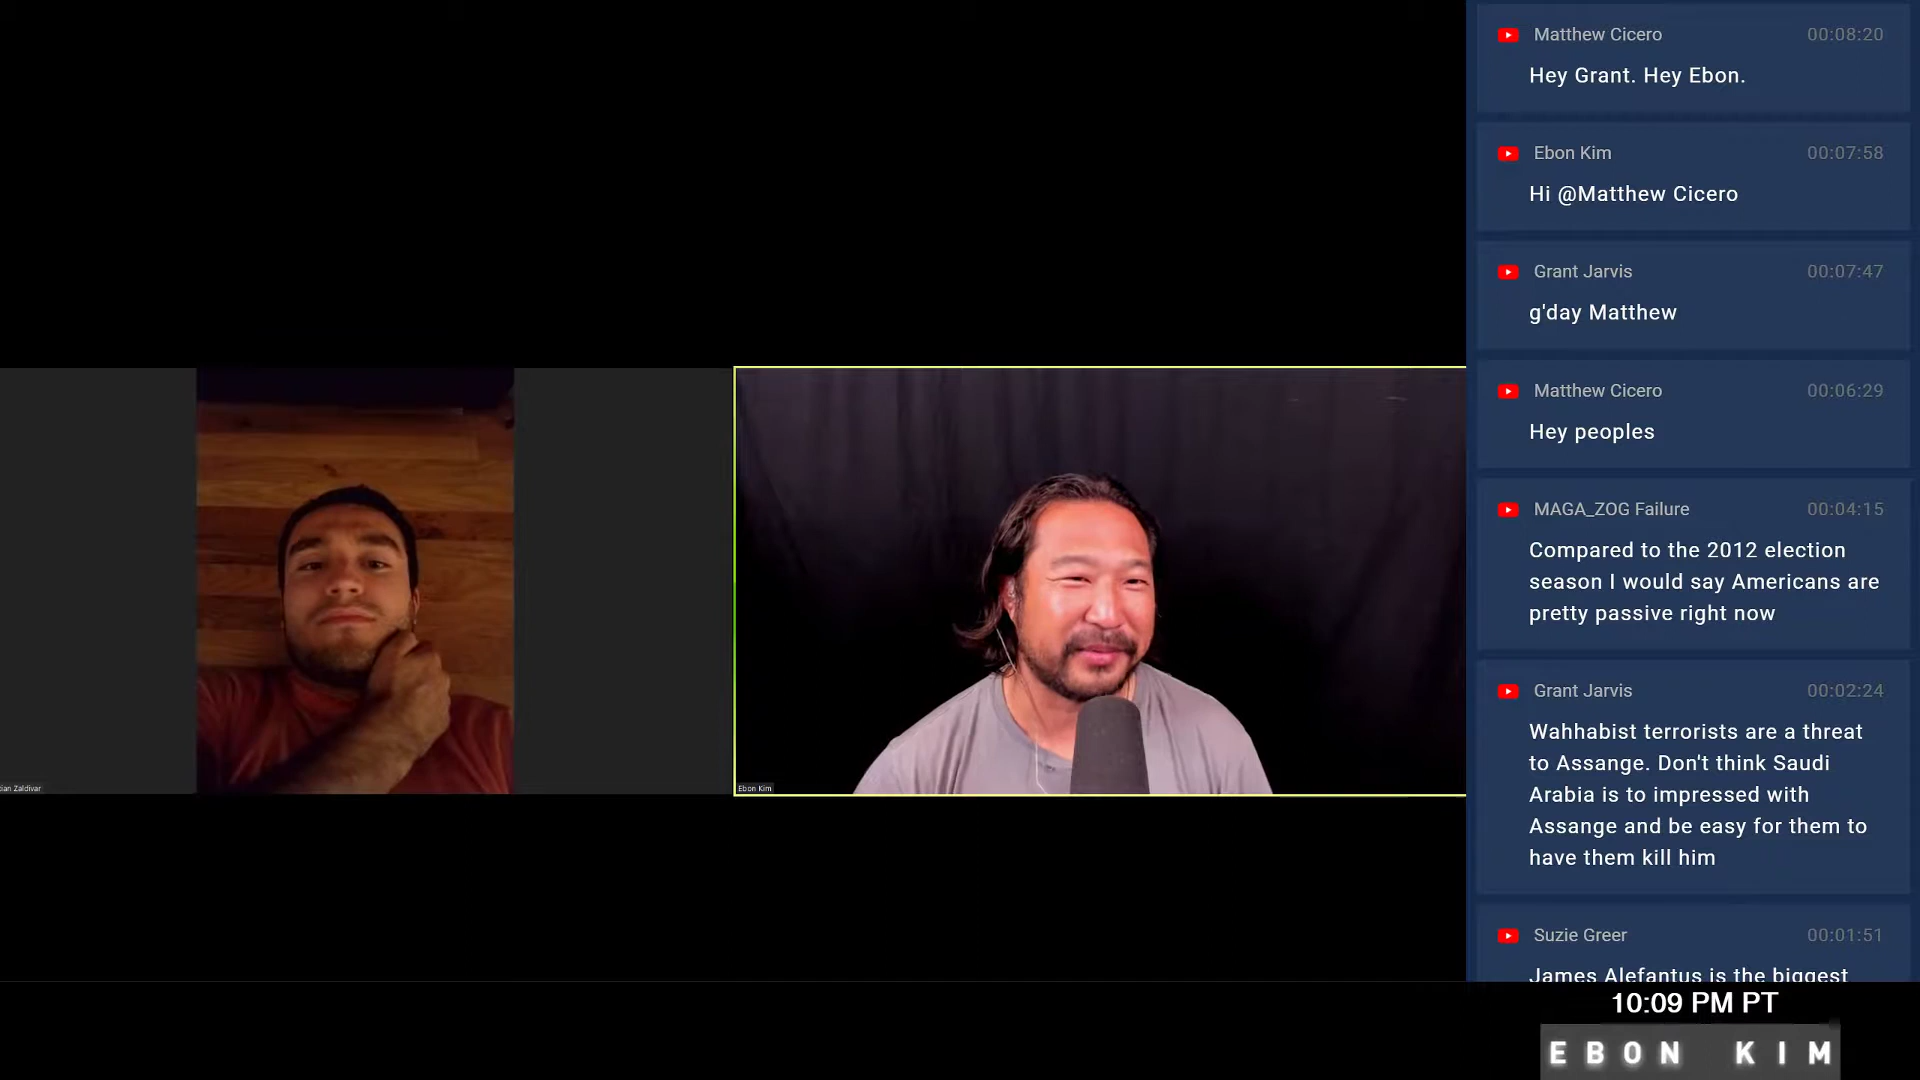 Matthew Cicero 00:08:20
Hey Grant. Hey Ebon.
Ebon Kim 00:07:58
Hi @Matthew Cicero
Grant Jarvis 00:07:47
g'day Matthew
Matthew Cicero 00:06:29
Hey peoples
MAGA_ZOG Failure 00:04:15
Compared to the 2012 election
season I would say Americans are
pretty passive right now
Grant Jarvis 00:02:24
Wahhabist terrorists are a threat
to Assange. Don't think Saudi
Arabia is to impressed with
Assange and be easy for them to
have them kill him
Suzie Greer 00:01:51
James Alefantus is the biggest
ian Zaldivar
Ebon Kim
10:09 PM PT
EBON KIM